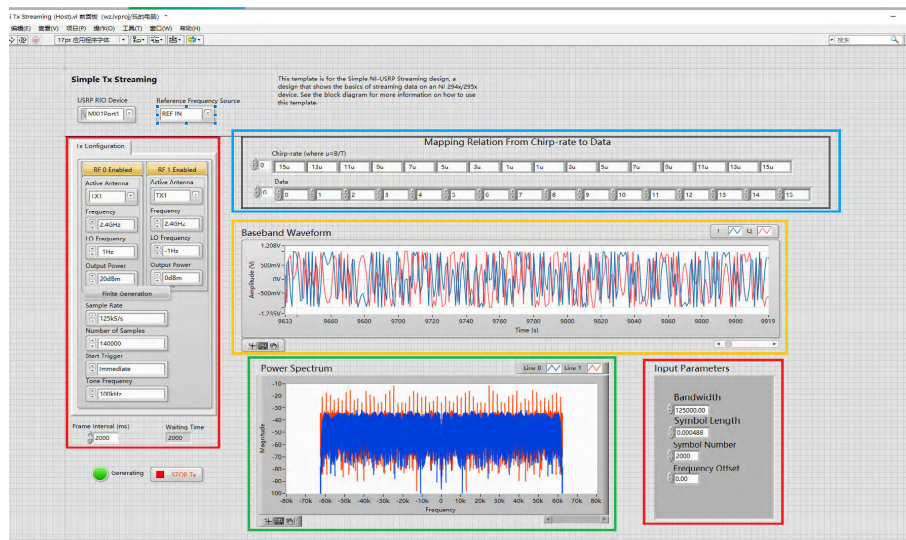 i Tx Streaming (Host).vi 前面板 (wz.lvproj/我的电脑) *
编辑(E) 查看(V) 项目(P) 操作(O) 工具(T) 窗口(W) 帮助(H)
17pt 应用程序字体
搜索
Simple Tx Streaming
This template is for the Simple NI-USRP Streaming design, a
design that shows the basics of streaming data on an NI 294x/295x
device. See the block diagram for more information on how to use
this template.
USRP RIO Device
Reference Frequency Source
MXI1Port1
REF IN
Tx Configuration
RF 0 Enabled
RF 1 Enabled
Active Antenna
Active Antenna
TX1
TX1
Frequency
Frequency
2.4GHz
2.4GHz
LO Frequency
LO Frequency
1Hz
-1Hz
Output Power
Output Power
20dBm
0dBm
Finite Generation
Sample Rate
125kS/s
Number of Samples
140000
Start Trigger
Immediate
Tone Frequency
100kHz
Frame Interval (ms)
Waiting Time
2000
2000
Generating
STOP Tx
Mapping Relation From Chirp-rate to Data
Chirp-rate (where u=B/T)
0 15u 13u 11u 9u 7u 5u 3u 1u 1u 3u 5u 7u 9u 11u 13u 15u
Data
0 0 1 2 3 4 5 6 7 8 9 10 11 12 13 14 15
Baseband Waveform
I Q
Amplitude (V)
1.208V
500mV
0V
-500mV
-1.235V
9633 9660 9680 9700 9720 9740 9760 9780 9800 9820 9840 9860 9880 9900 9919
Time (s)
Power Spectrum
Line 0 Line 1
Magnitude
-10
-20
-30
-40
-50
-60
-70
-80
-90
-100
-80k -70k -60k -50k -40k -30k -20k -10k 0 10k 20k 30k 40k 50k 60k 70k 80k
Frequency
Input Parameters
Bandwidth
125000.00
Symbol Length
0.000488
Symbol Number
2000
Frequency Offset
0.00